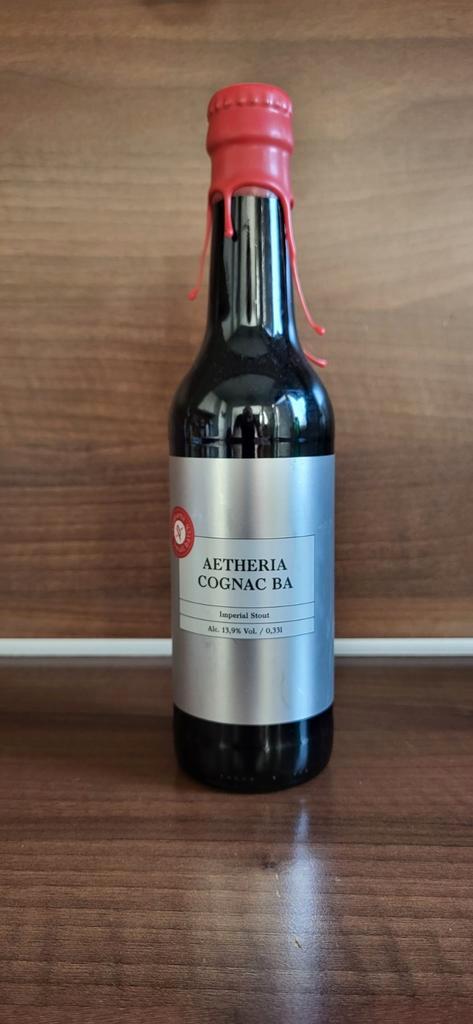 AETHERIA
COGNAC BA
Imperial Stout
Alc. 13,9% Vol. / 0,33l